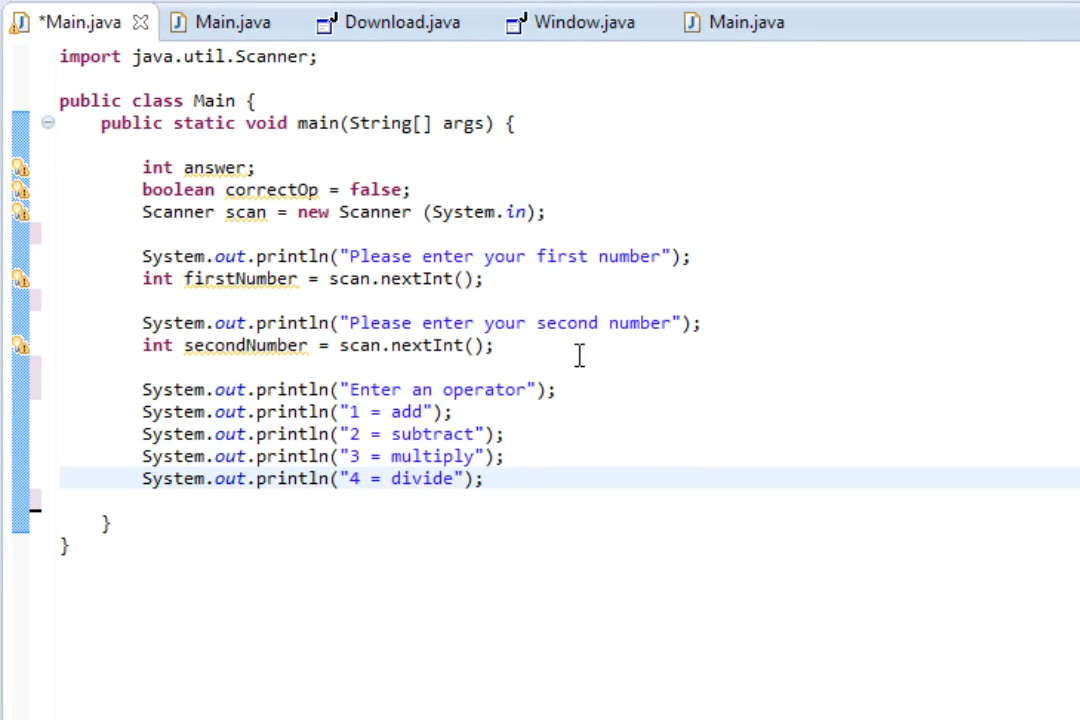 *Main.java Main.java Download.java Window.java Main.java
import java.util.Scanner;
public class Main {
public static void main(String[] args) {
int answer;
boolean correctOp = false;
Scanner scan = new Scanner (System.in);
System.out.println("Please enter your first number");
int firstNumber = scan.nextInt();
System.out.println("Please enter your second number");
int secondNumber = scan.nextInt();
System.out.println("Enter an operator");
System.out.println("1 = add");
System.out.println("2 = subtract");
System.out.println("3 = multiply");
System.out.println("4 = divide");
}
}